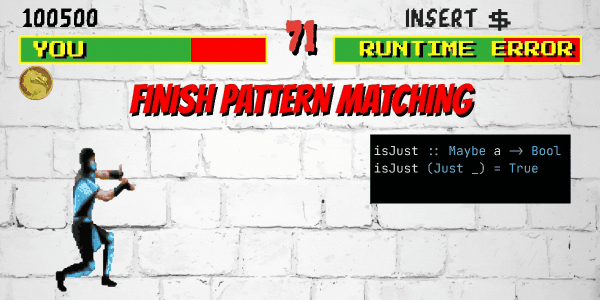 100500
INSERT $
71
YOU
RUNTIME ERROR
FINISH PATTERN MATCHING
isJust :: Maybe a → Bool
isJust (Just _) = True